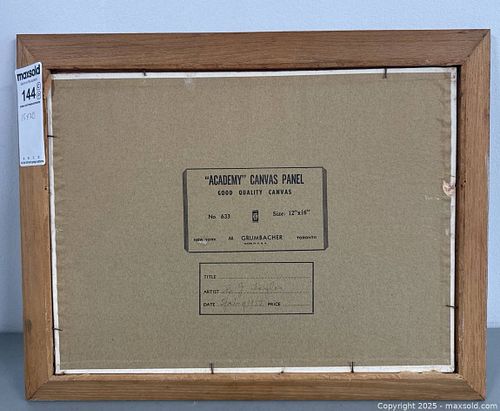 maxsold
144
15x20
"ACADEMY" CANVAS PANEL
GOOD QUALITY CANVAS
No. 633 Size: 12"x16"
NEW YORK M. GRUMBACHER TORONTO
TITLE
ARTIST
DATE PRICE
Copyright © 2025 - maxsold.com